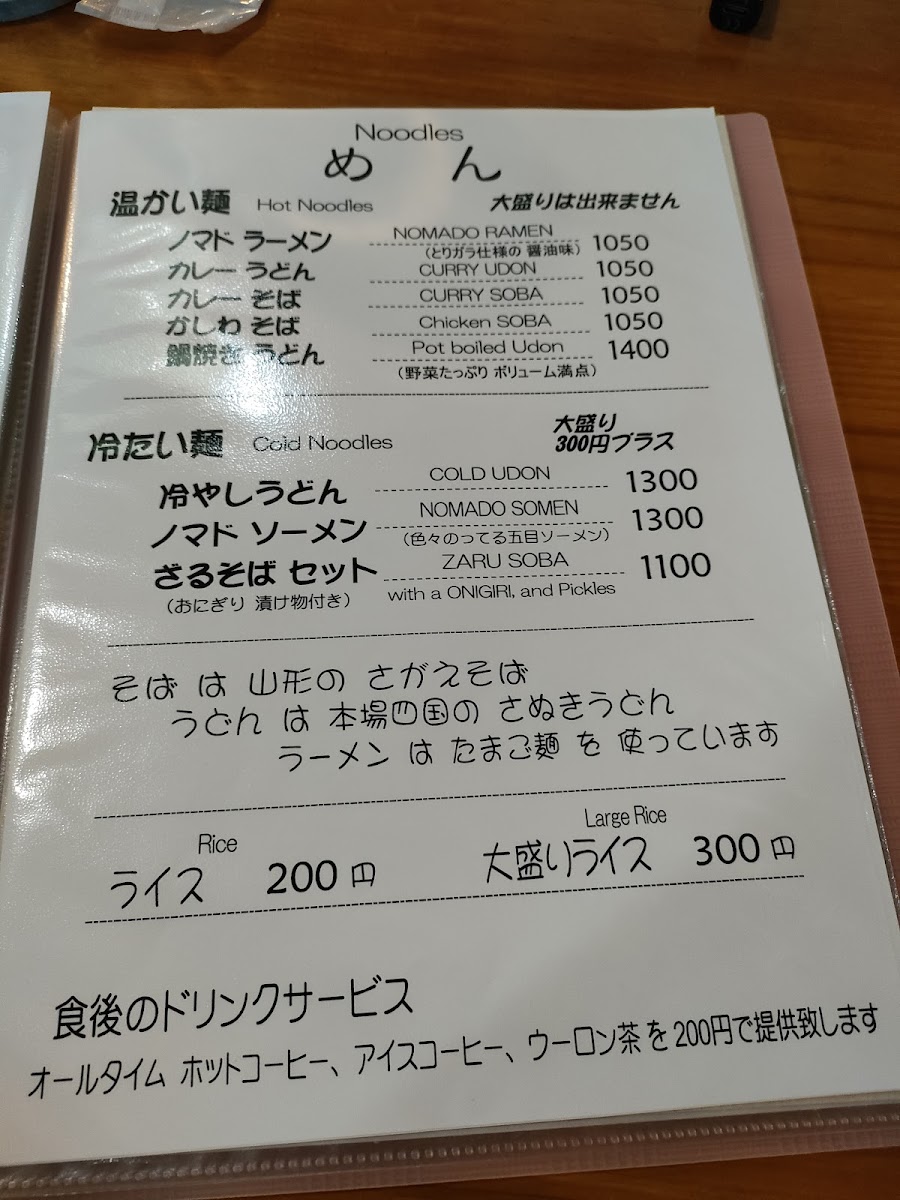 Noodles
めん
温かい麺 Hot Noodles 大盛りは出来ません
ノマド ラーメン NOMADO RAMEN 1050
(とりガラ仕様の 醤油味)
カレー うどん CURRY UDON 1050
カレー そば CURRY SOBA 1050
かしわ そば Chicken SOBA 1050
鍋焼き うどん Pot boiled Udon 1400
(野菜たっぷり ボリューム満点)
冷たい麺 Cold Noodles 大盛り
300円プラス
冷やしうどん COLD UDON 1300
ノマド ソーメン NOMADO SOMEN 1300
(色々のってる五目ソーメン)
ざるそば セット ZARU SOBA 1100
(おにぎり 漬け物付き) with a ONIGIRI, and Pickles
そば は 山形の さがえそば
うどん は 本場四国の さぬきうどん
ラーメン は たまご麺 を 使っています
Rice Large Rice
ライス 200円 大盛りライス 300円
食後のドリンクサービス
オールタイム ホットコーヒー、アイスコーヒー、ウーロン茶を200円で提供致します